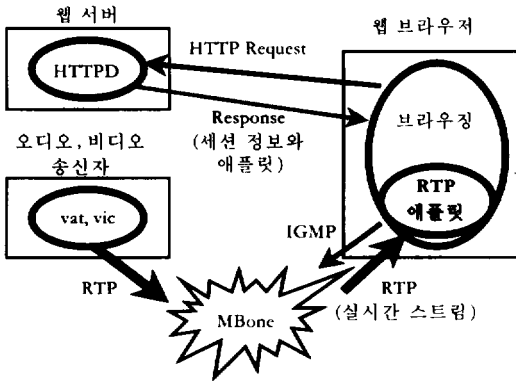 웹 서버
HTTPD
HTTP Request
웹 브라우저
브라우징
Response
(세션 정보와
애플릿)
오디오, 비디오
송신자
vat, vic
RTP
애플릿
IGMP
RTP
MBone
RTP
(실시간 스트림)